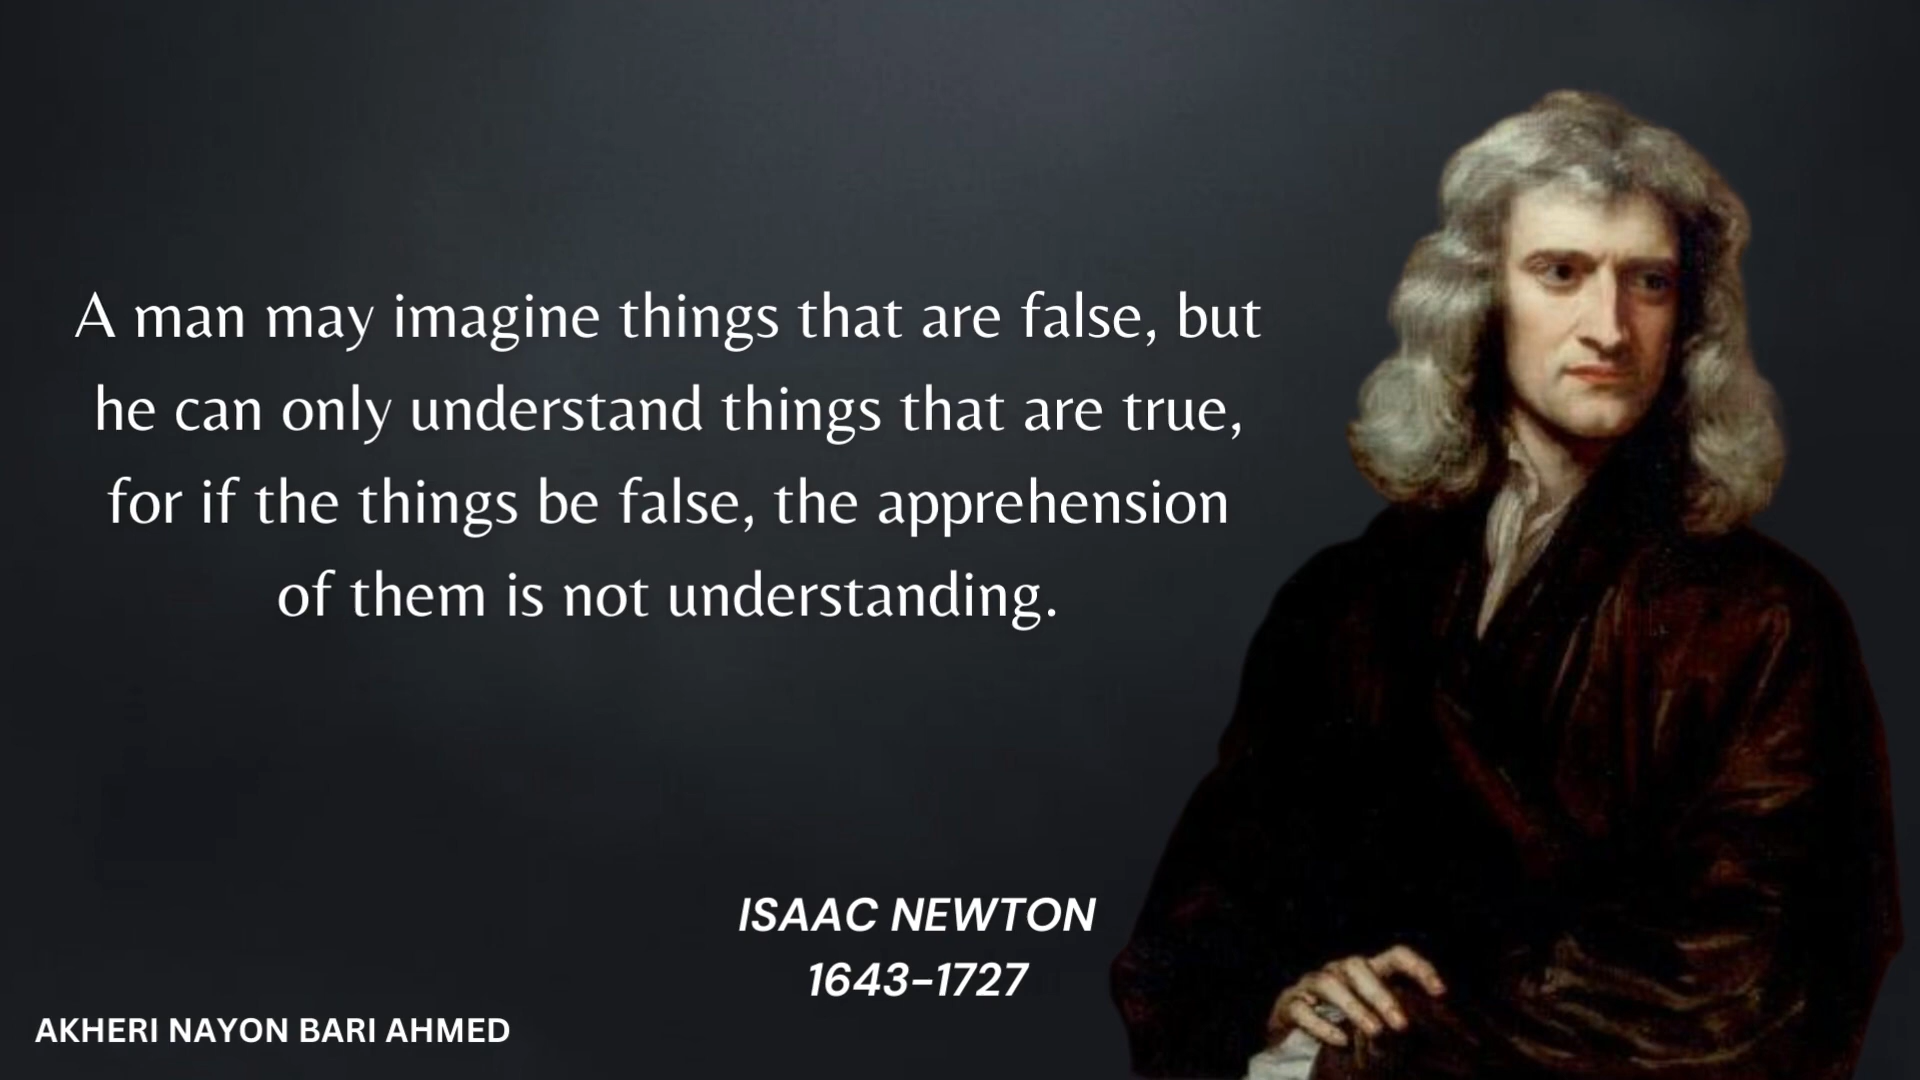 A man may imagine things that are false, but
he can only understand things that are true,
for if the things be false, the apprehension
of them is not understanding.
ISAAC NEWTON
1643–1727
AKHERI NAYON BARI AHMED